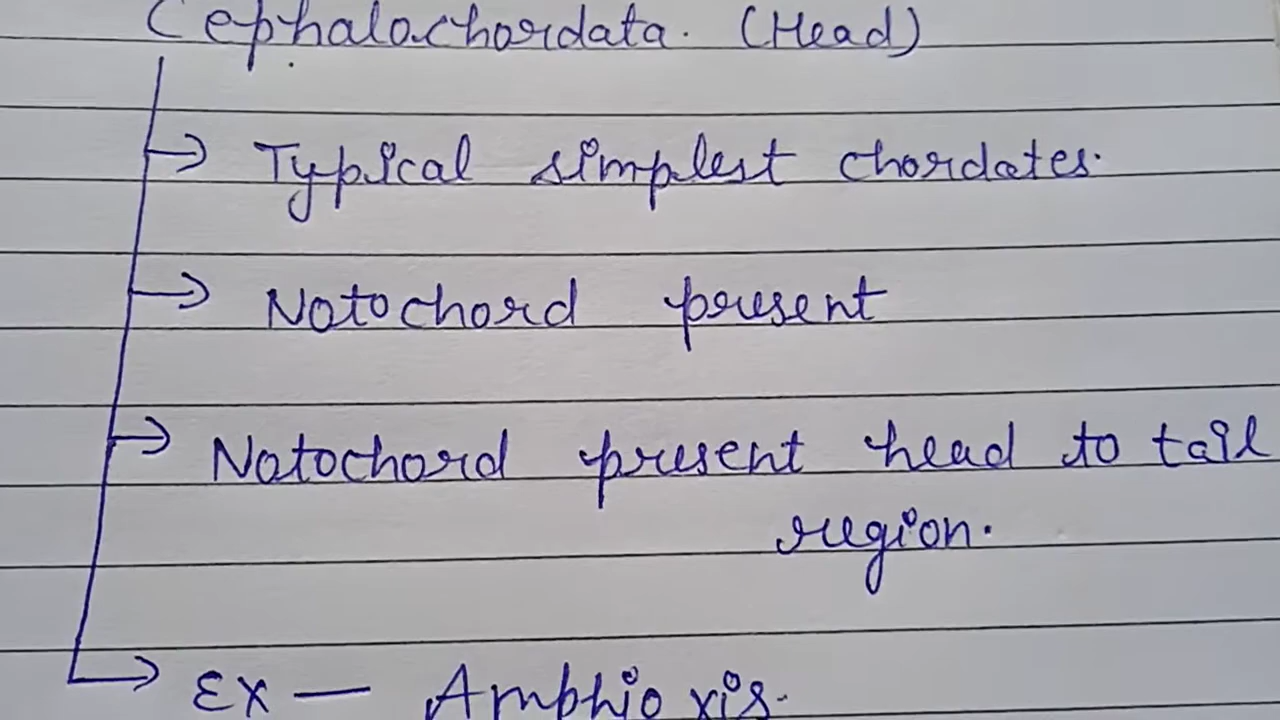 Cephalochordata. (Head)
→ Typical simplest chordates.
→ Notochord present
→ Notochord present head to tail
region.
→ Ex — Amphioxis.